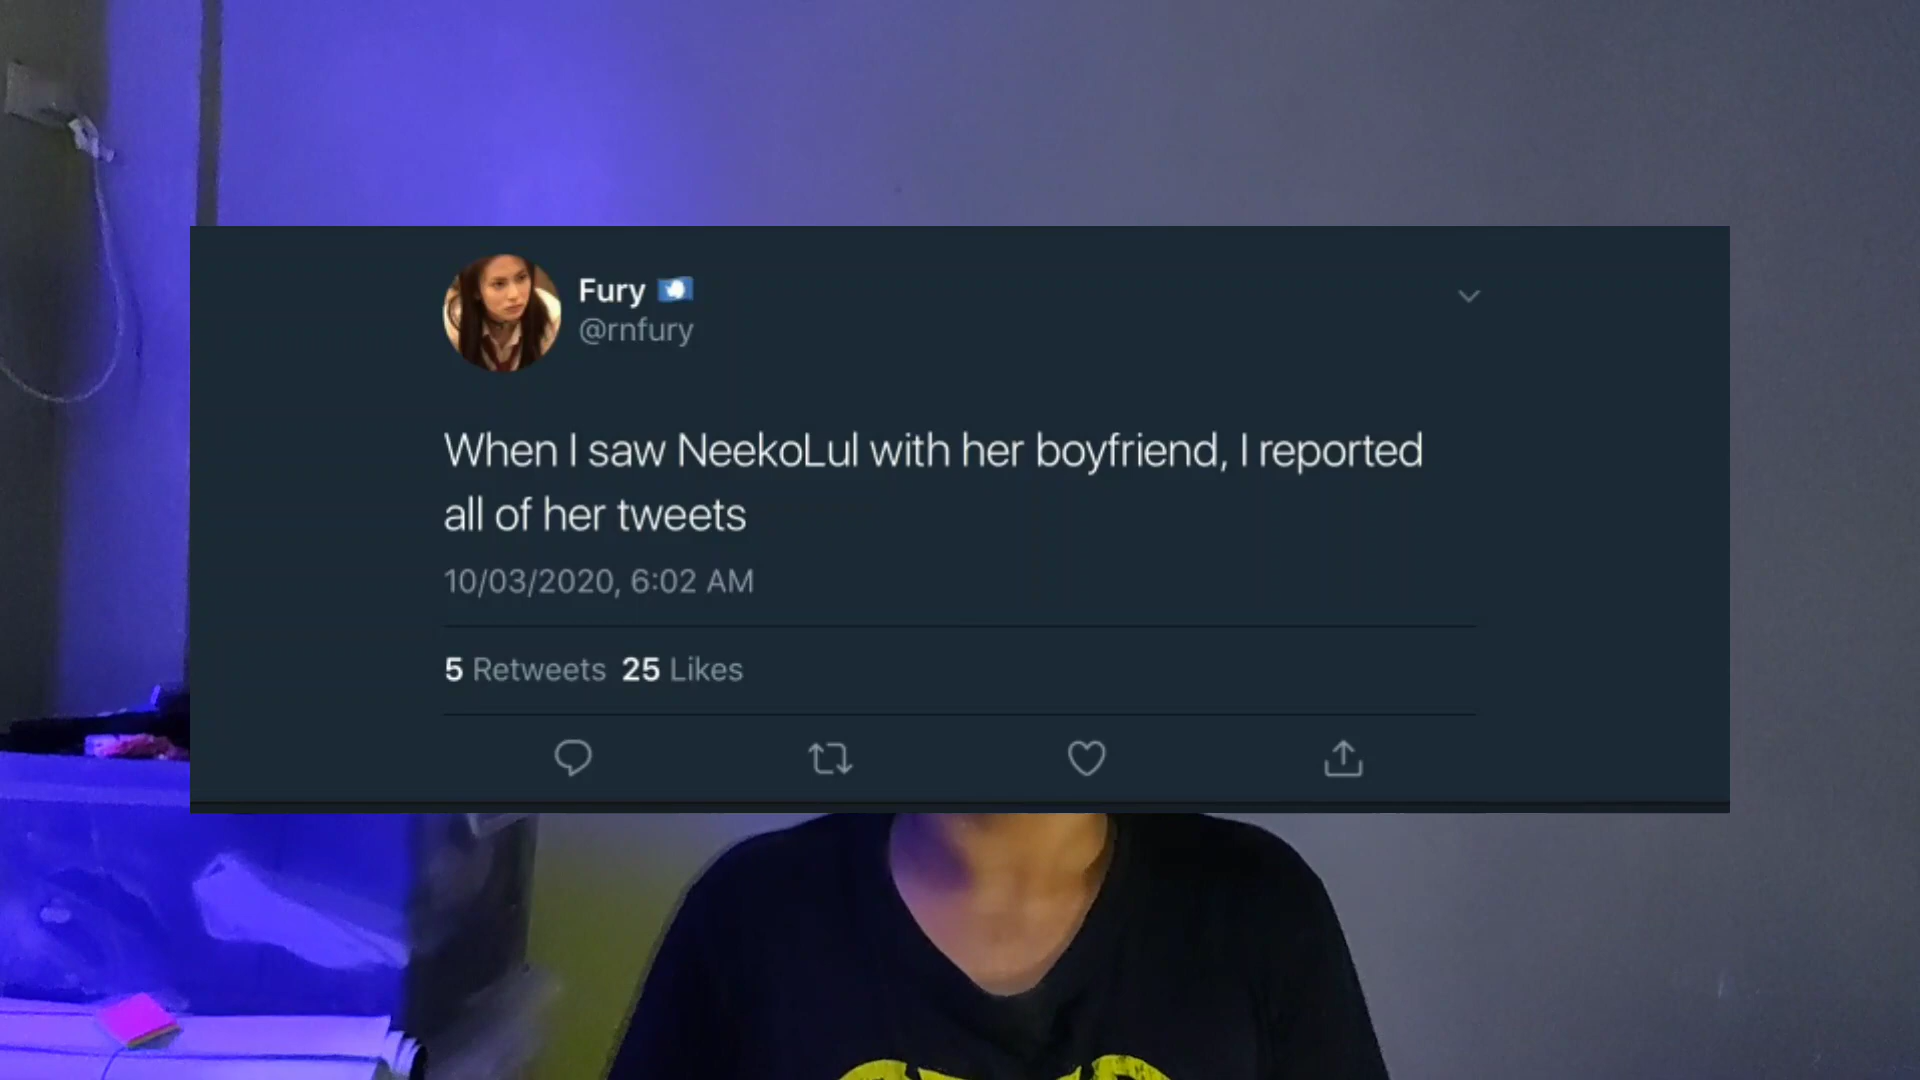 Fury 🇦🇶
@rnfury
When I saw NeekoLul with her boyfriend, I reported
all of her tweets
10/03/2020, 6:02 AM
5 Retweets 25 Likes